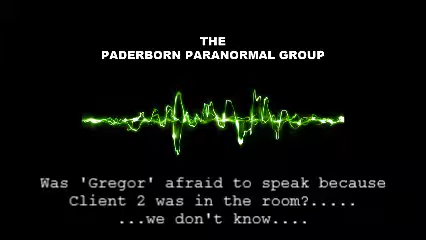 THE
PADERBORN PARANORMAL GROUP
Was 'Gregor' afraid to speak because
Client 2 was in the room?.....
...we don't know....